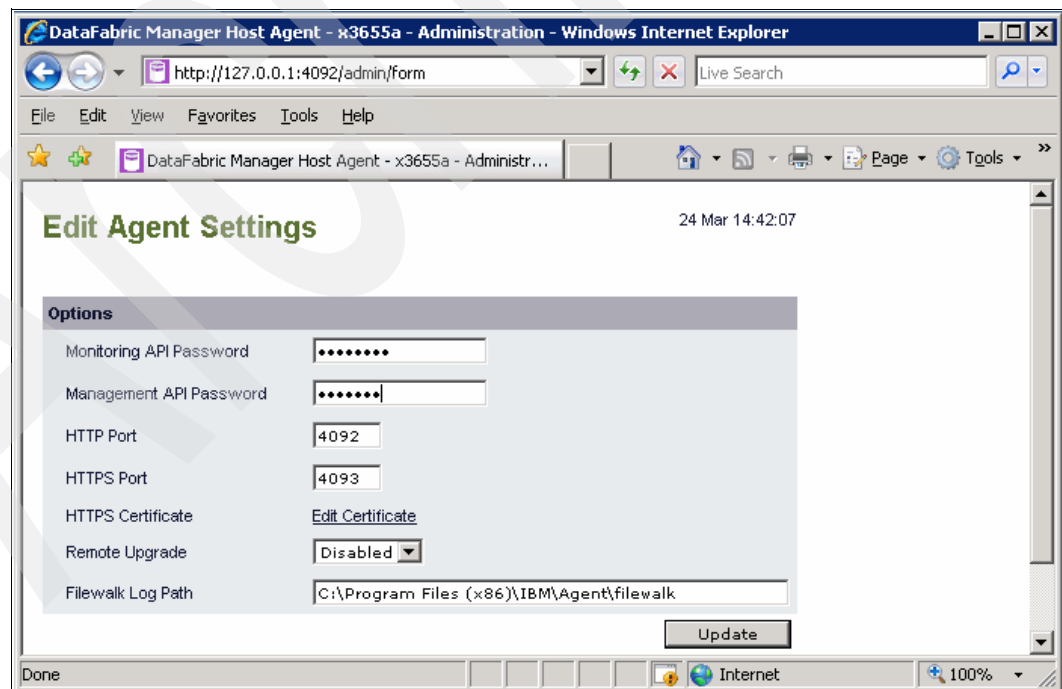 DataFabric Manager Host Agent - x3655a - Administration - Windows Internet Explorer
http://127.0.0.1:4092/admin/form
Live Search
File Edit View Favorites Tools Help
DataFabric Manager Host Agent - x3655a - Administr...
Page Tools »
Edit Agent Settings
24 Mar 14:42:07
Options
Monitoring API Password ••••••••
Management API Password •••••••
HTTP Port 4092
HTTPS Port 4093
HTTPS Certificate Edit Certificate
Remote Upgrade Disabled
Filewalk Log Path C:\Program Files (x86)\IBM\Agent\filewalk
Update
Done Internet 100%